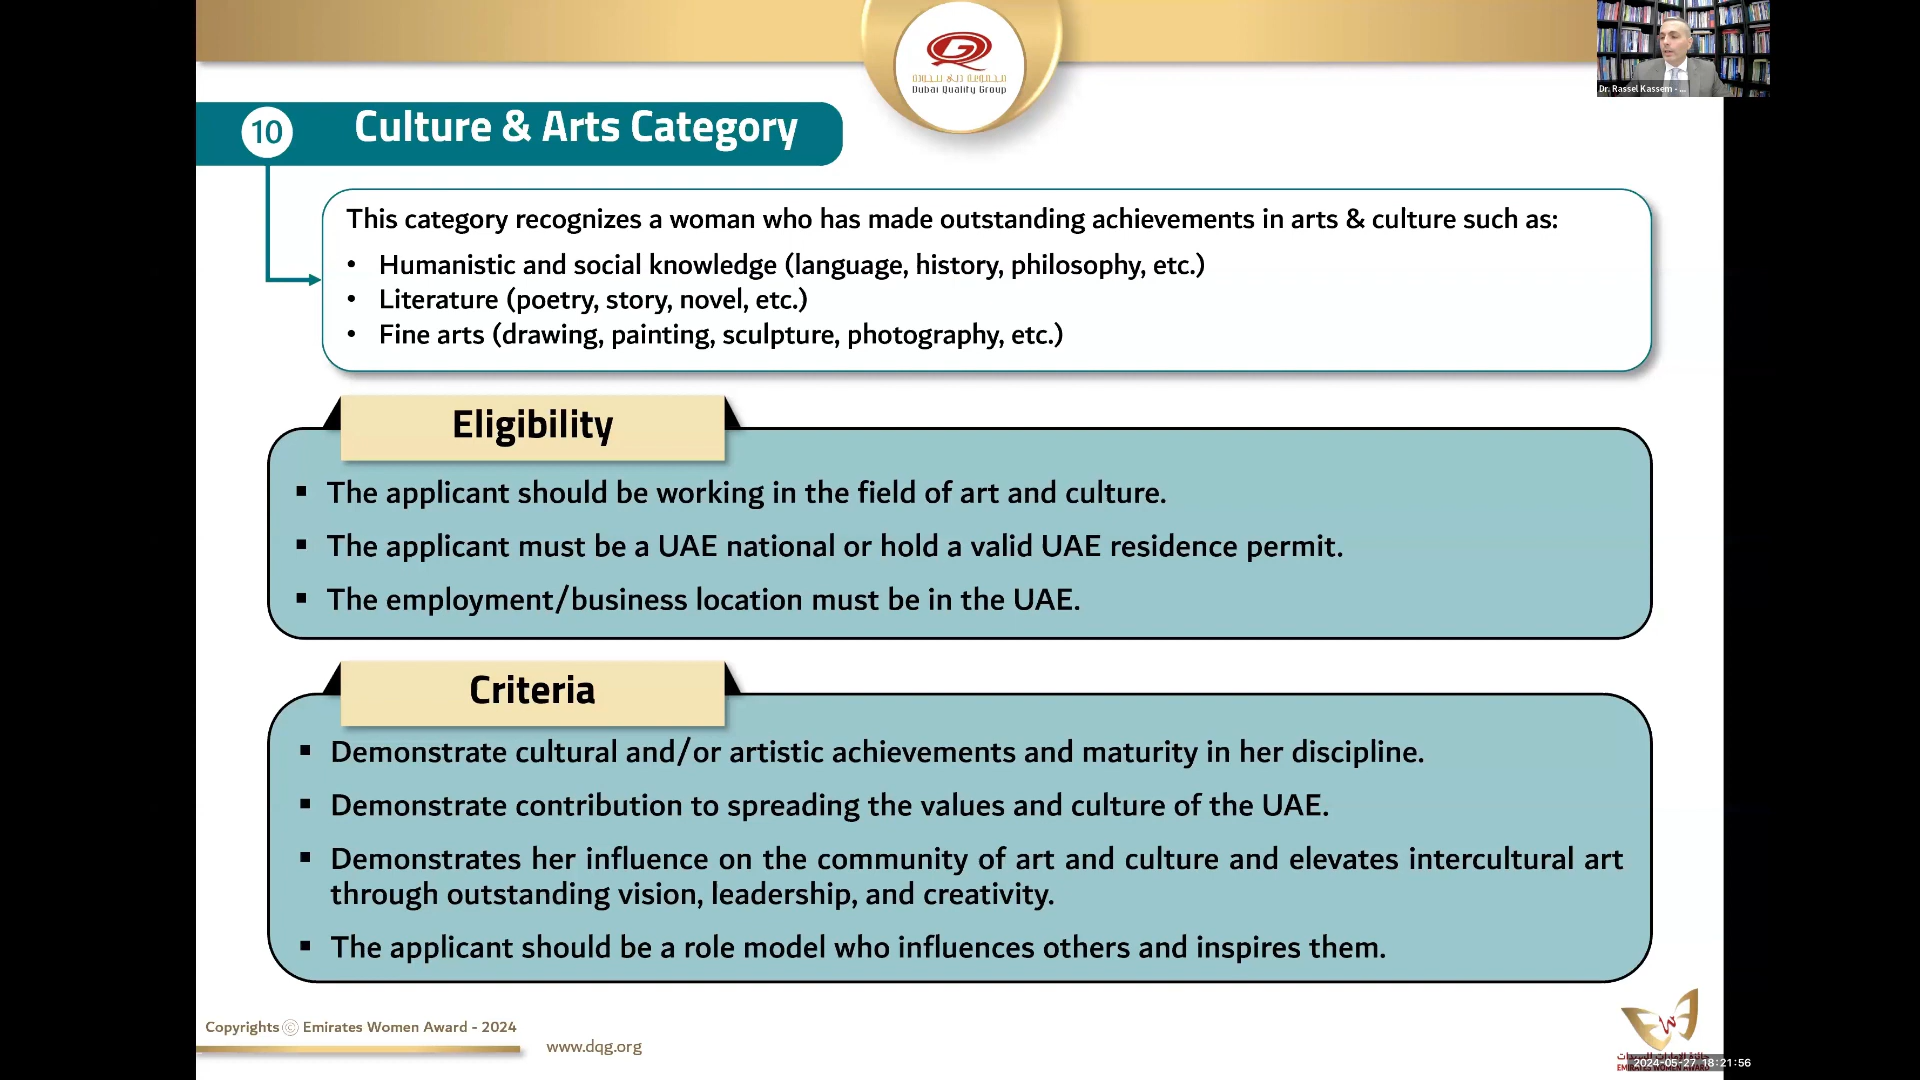 Dubai Quality Group
Dr. Rassel Kassem - ...
10
Culture & Arts Category
This category recognizes a woman who has made outstanding achievements in arts & culture such as:
• Humanistic and social knowledge (language, history, philosophy, etc.)
• Literature (poetry, story, novel, etc.)
• Fine arts (drawing, painting, sculpture, photography, etc.)
Eligibility
▪ The applicant should be working in the field of art and culture.
▪ The applicant must be a UAE national or hold a valid UAE residence permit.
▪ The employment/business location must be in the UAE.
Criteria
▪ Demonstrate cultural and/or artistic achievements and maturity in her discipline.
▪ Demonstrate contribution to spreading the values and culture of the UAE.
▪ Demonstrates her influence on the community of art and culture and elevates intercultural art
through outstanding vision, leadership, and creativity.
▪ The applicant should be a role model who influences others and inspires them.
Copyrights © Emirates Women Award - 2024
www.dqg.org
EWA
2024-05-27 18:21:56
EMIRATES WOMEN AWARD